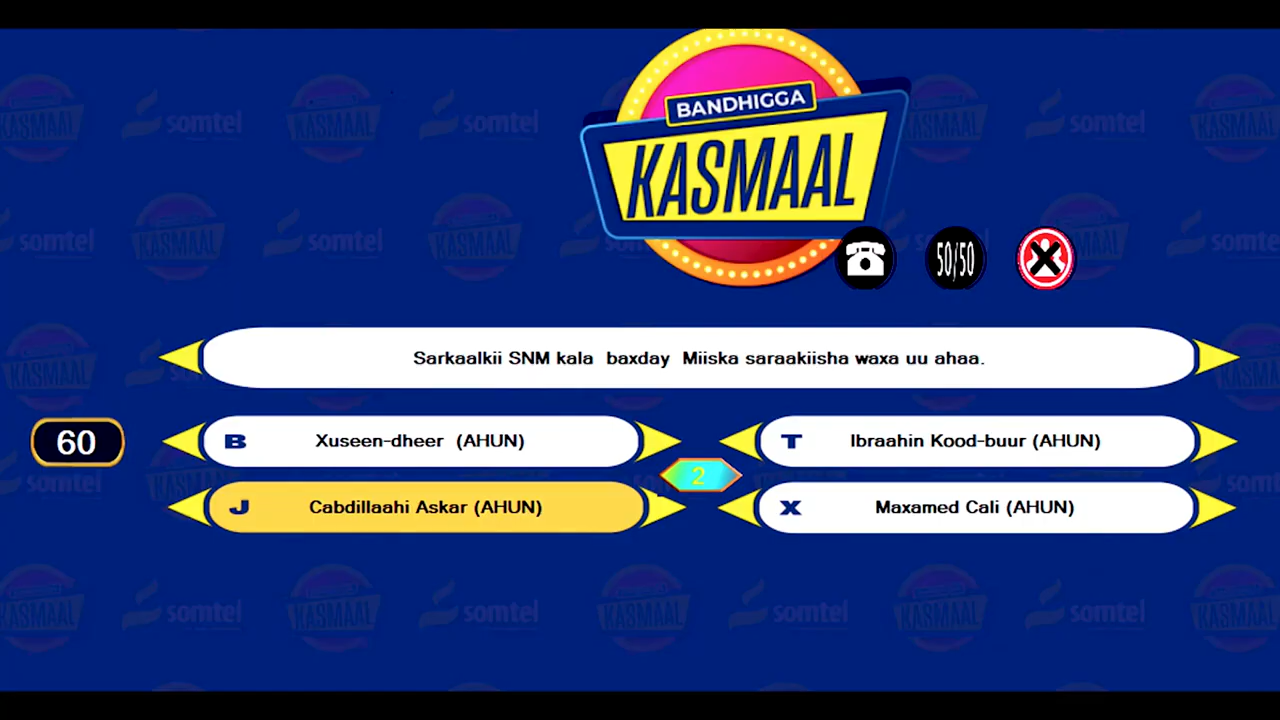 BANDHIGGA
KASMAAL
50/50
Sarkaalkii SNM kala baxday Miiska saraakiisha waxa uu ahaa.
60
B Xuseen-dheer (AHUN)
T Ibraahin Kood-buur (AHUN)
2
J Cabdillaahi Askar (AHUN)
X Maxamed Cali (AHUN)
somtel